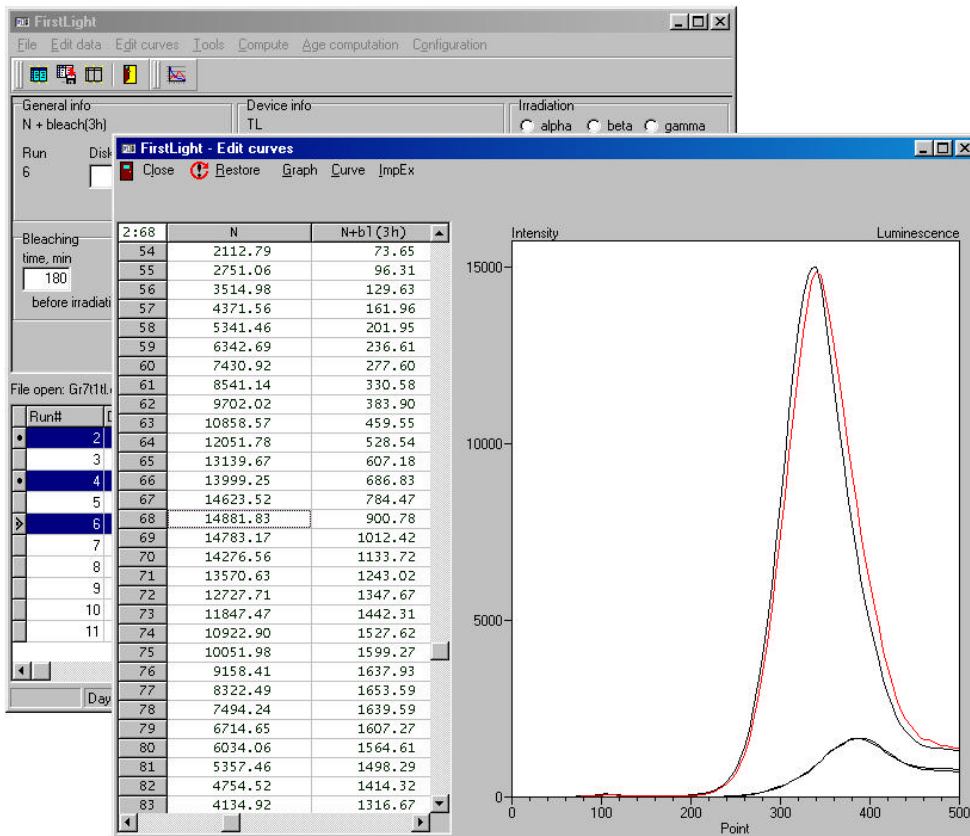 FirstLight
File Edit data Edit curves Tools Compute Age computation Configuration
General info
N + bleach(3h)
Device info
TL
Irradiation
alpha beta gamma
Run
6
Bleaching
time, min
180
File open:
Run#
2
3
4
5
6
7
8
9
10
11
Day
FirstLight - Edit curves
Close Restore Graph Curve ImpEx
2:68 N N+bl(3h)
54 2112.79 73.65
55 2751.06 96.31
56 3514.98 129.63
57 4371.56 161.96
58 5341.46 201.95
59 6342.69 236.61
60 7430.92 277.60
61 8541.14 330.58
62 9702.02 383.90
63 10858.57 459.55
64 12051.78 528.54
65 13139.67 607.18
66 13999.25 686.83
67 14623.52 784.47
68 14881.83 900.78
69 14783.17 1012.42
70 14276.56 1133.72
71 13570.63 1243.02
72 12727.71 1347.67
73 11847.47 1442.31
74 10922.90 1527.62
75 10051.98 1599.27
76 9158.41 1637.93
77 8322.49 1653.59
78 7494.24 1639.59
79 6714.65 1607.27
80 6034.06 1564.61
81 5357.46 1498.29
82 4754.52 1414.32
83 4134.92 1316.67
Intensity Luminescence
15000
10000
5000
0
0 100 200 300 400 500
Point